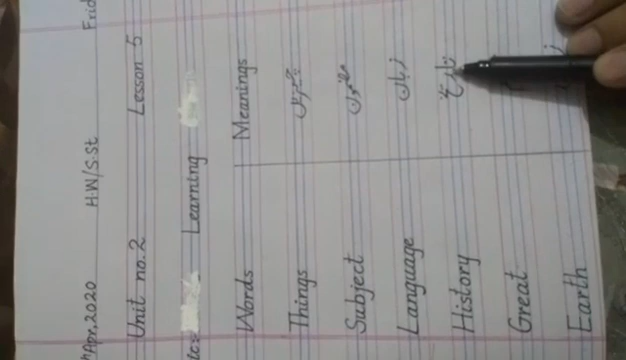 Apr, 2020 H.W/S.St Frid
Unit no. 2 Lesson 5
Learning
Words Meanings
Things چیزیں
Subject مضمون
Language زبان
History تاریخ
Great
Earth ز